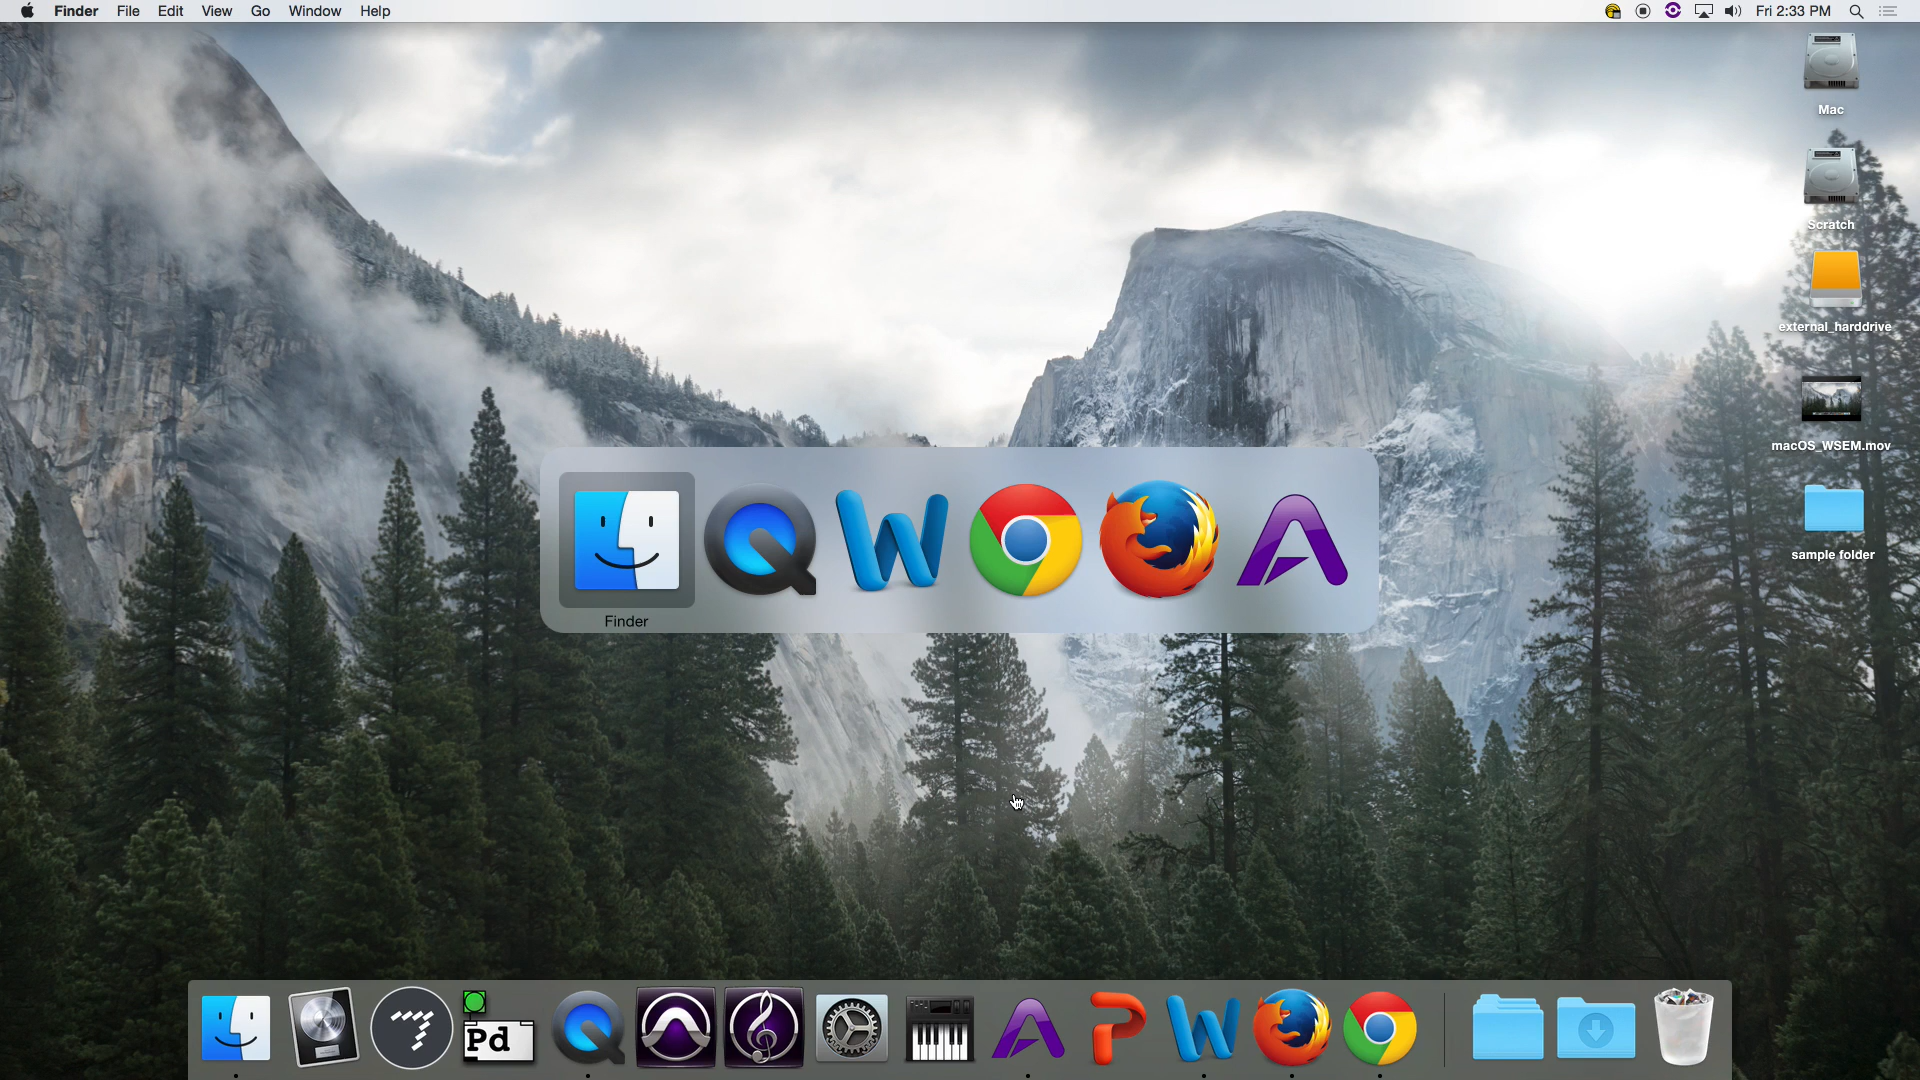 Finder File Edit View Go Window Help Fri 2:33 PM
Mac
Scratch
external_harddrive
macOS_WSEM.mov
sample folder
Finder
Pd